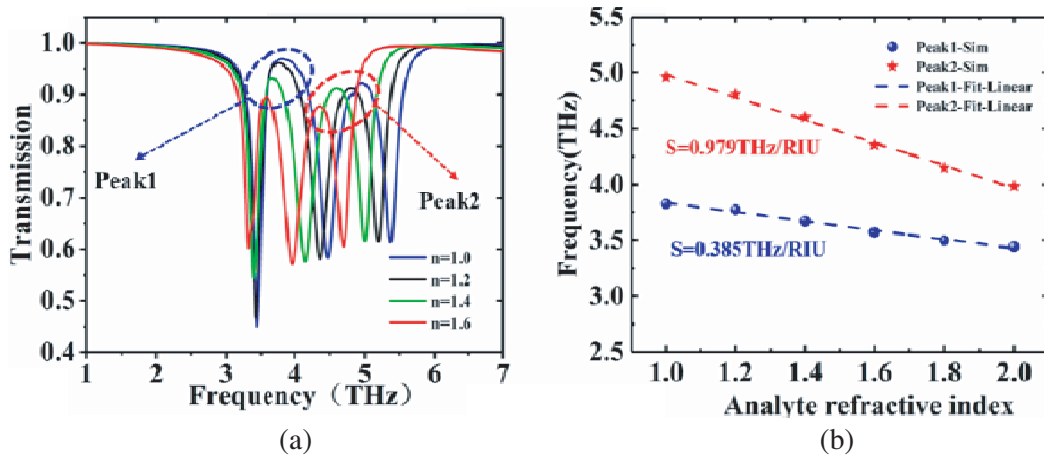 1.0
0.9
0.8
0.7
0.6
0.5
0.4
Transmission
Peak1
Peak2
n=1.0
n=1.2
n=1.4
n=1.6
1 2 3 4 5 6 7
Frequency（THz）
(a)
5.5
5.0
4.5
4.0
3.5
3.0
2.5
Frequency(THz)
Peak1-Sim
Peak2-Sim
Peak1-Fit-Linear
Peak2-Fit-Linear
S=0.979THz/RIU
S=0.385THz/RIU
1.0 1.2 1.4 1.6 1.8 2.0
Analyte refractive index
(b)